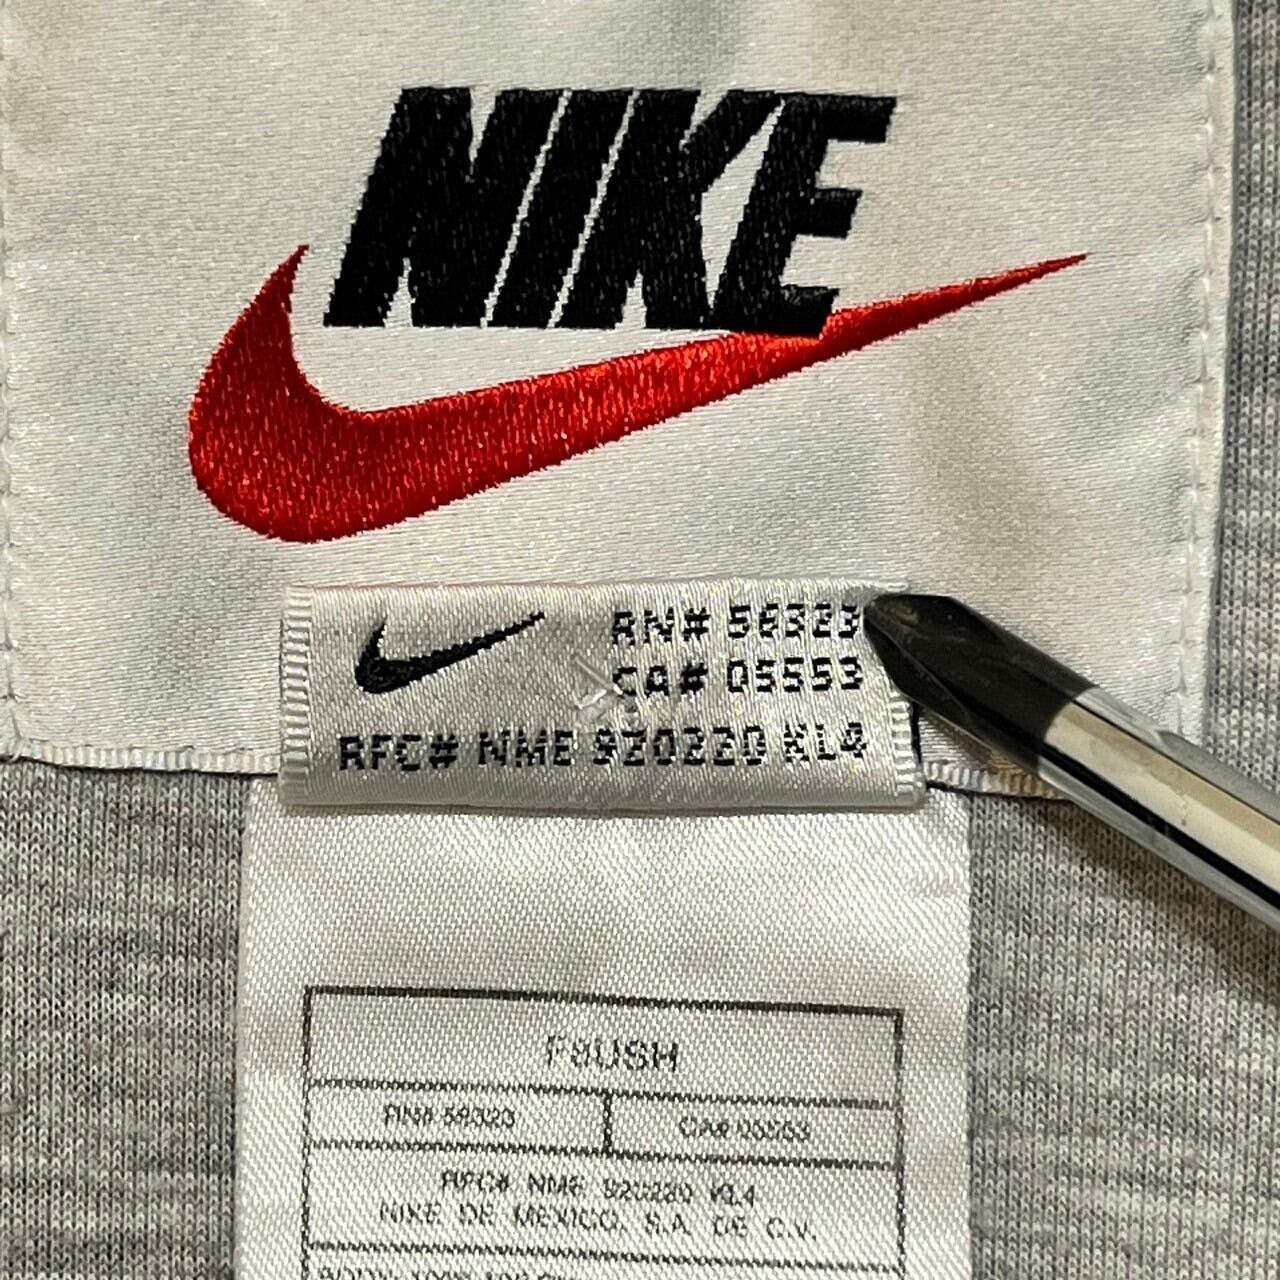 NIKE
RN# 56323
CA# 05553
RFC# NME 920220 KL4
RN# 56323
CA# 05553
RFC# NME 920220 KL4
NIKE DE MEXICO, S.A. DE C.V.